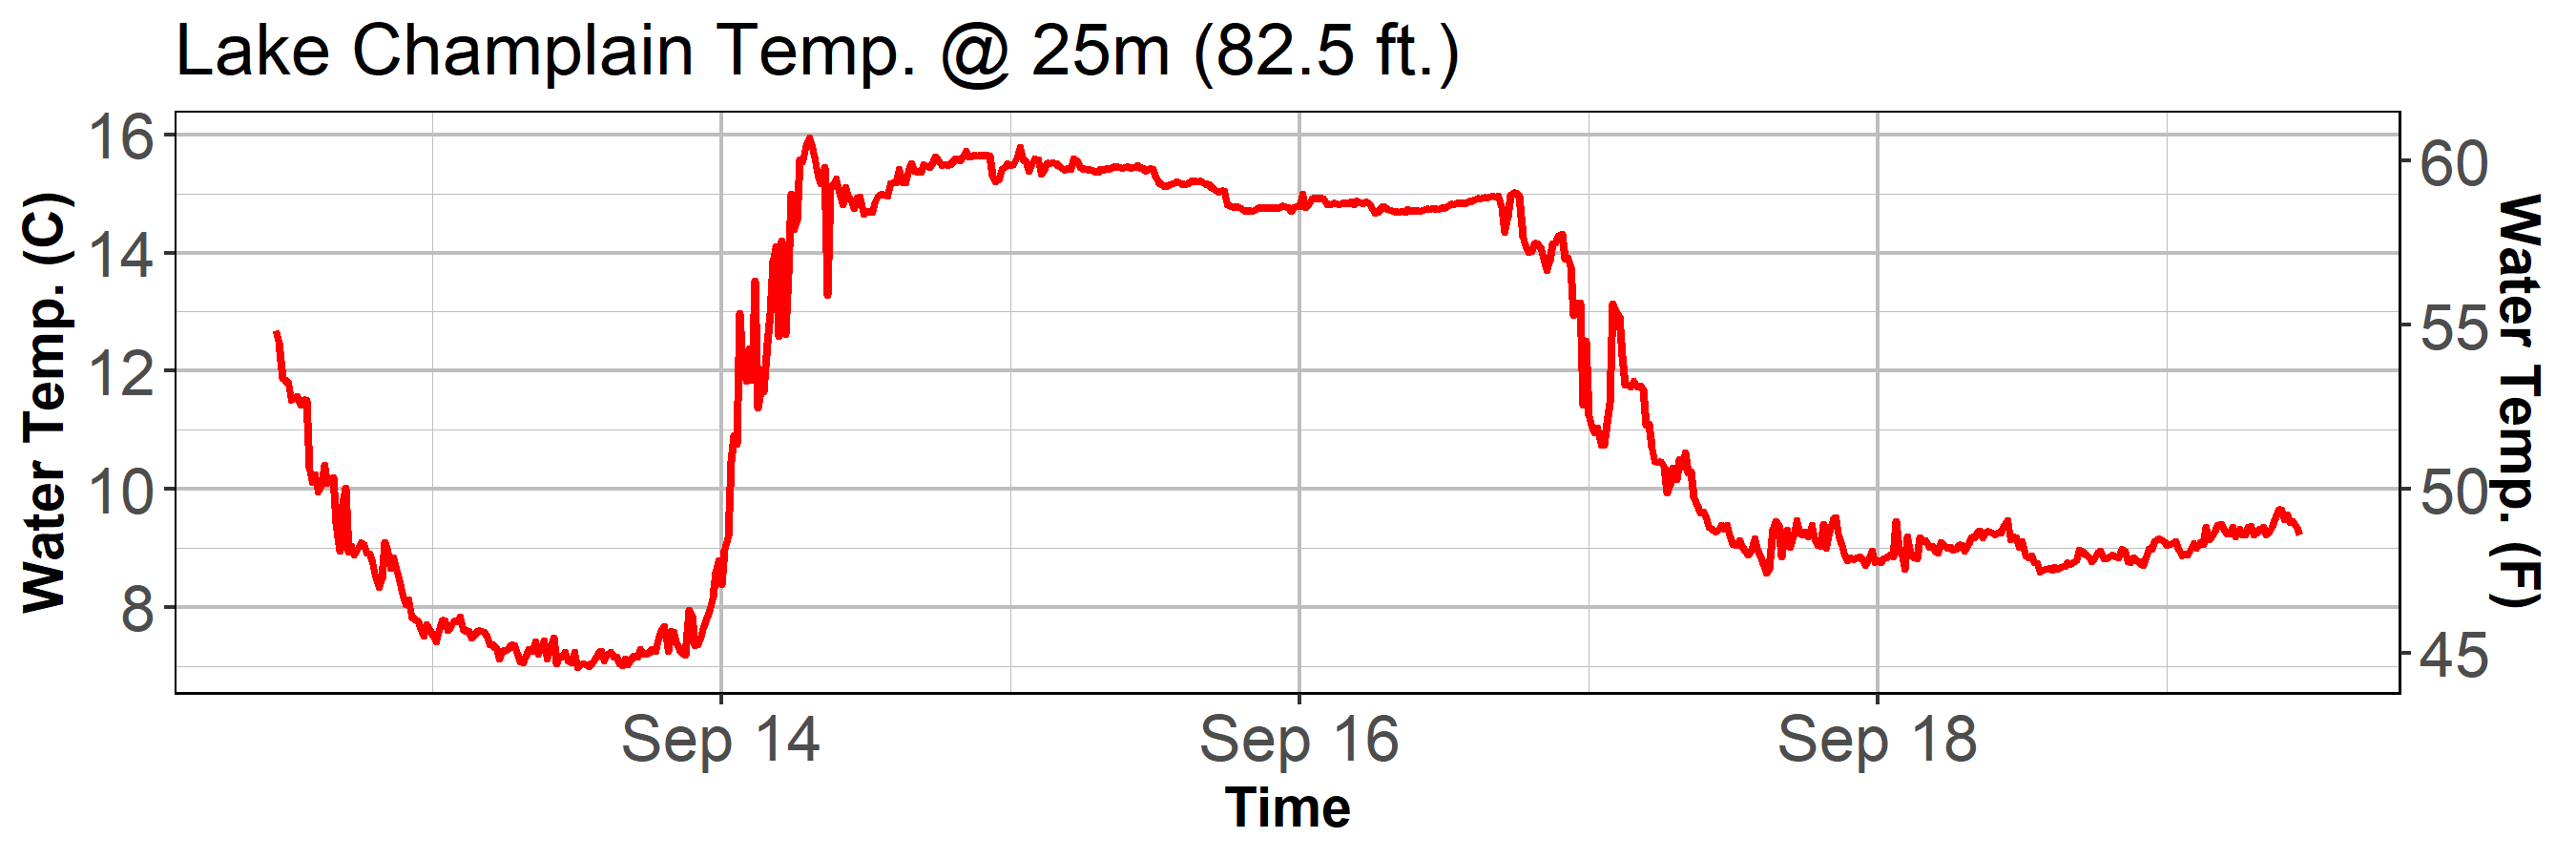 Lake Champlain Temp. @ 25m (82.5 ft.)
Water Temp. (C)
16
14
12
10
8
60
55
50
45
Water Temp. (F)
Sep 14 Sep 16 Sep 18
Time